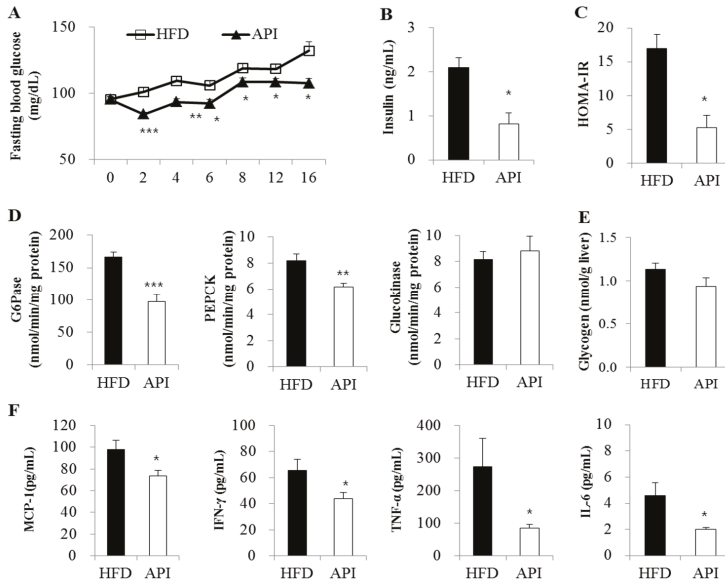 A
HFD API
Fasting blood glucose
(mg/dL)
150
100
50
*** ** * * * *
0 2 4 6 8 12 16
B
Insulin (ng/mL)
3
2
1
0
*
HFD API
C
HOMA-IR
20
15
10
5
0
*
HFD API
D
G6Pase
(nmol/min/mg protein)
200
150
100
50
0
***
HFD API
PEPCK
(nmol/min/mg protein)
10
8
6
4
2
0
**
HFD API
Glucokinase
(nmol/min/mg protein)
10
8
6
4
2
0
HFD API
E
Glycogen (nmol/g liver)
1.5
1.0
0.5
0.0
HFD API
F
MCP-1(pg/mL)
120
100
80
60
40
20
0
*
HFD API
IFN-γ (pg/mL)
100
80
60
40
20
0
*
HFD API
TNF-α (pg/mL)
400
300
200
100
0
*
HFD API
IL-6 (pg/mL)
8
6
4
2
0
*
HFD API